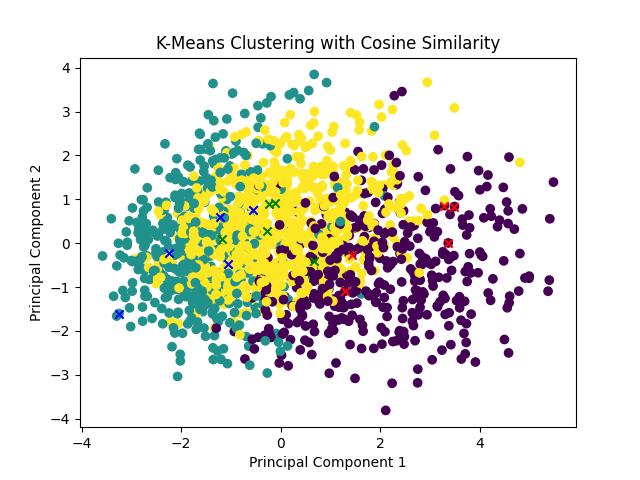 K-Means Clustering with Cosine Similarity
4
3
2
1
0
−1
−2
−3
−4
Principal Component 2
−4 −2 0 2 4
Principal Component 1